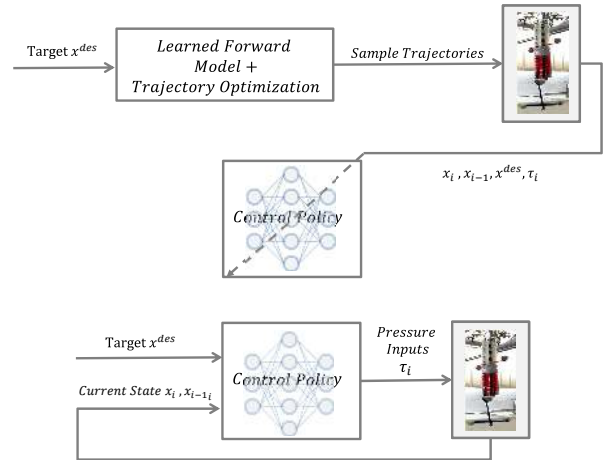 Target x^des
Learned Forward
Model +
Trajectory Optimization
Sample Trajectories
x_i , x_{i-1}, x^des, τ_i
Control Policy
Target x^des
Current State x_i , x_{i-1_i}
Control Policy
Pressure
Inputs
τ_i